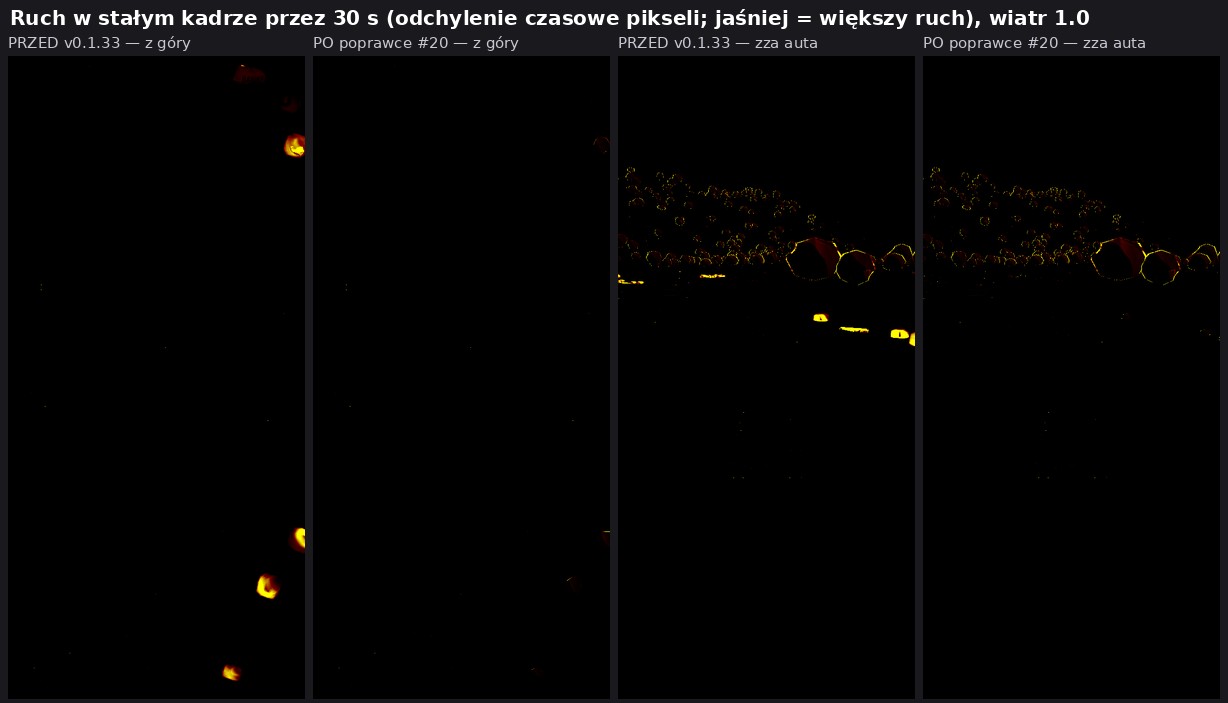 Ruch w stałym kadrze przez 30 s (odchylenie czasowe pikseli; jaśniej = większy ruch), wiatr 1.0
PRZED v0.1.33 — z góry
PO poprawce #20 — z góry
PRZED v0.1.33 — zza auta
PO poprawce #20 — zza auta